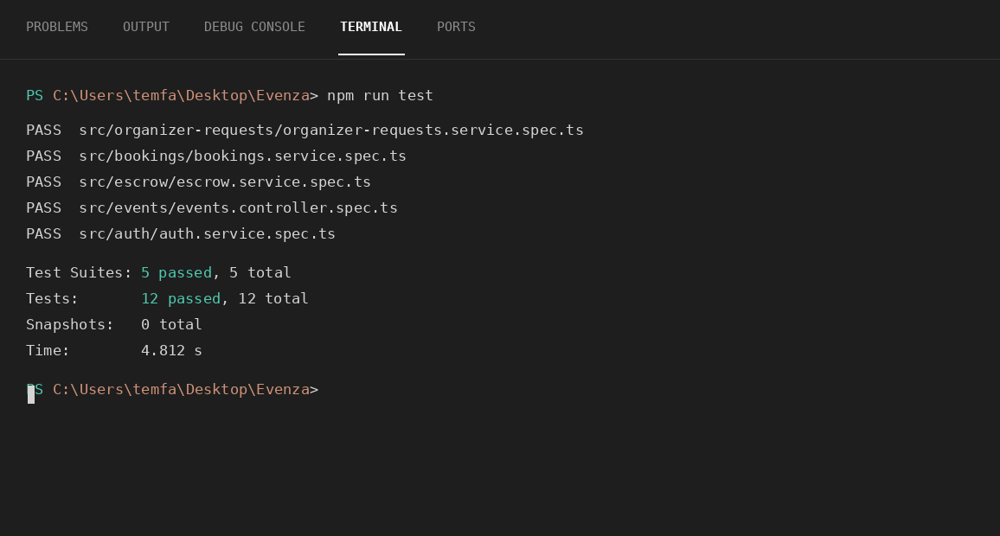 PROBLEMS OUTPUT DEBUG CONSOLE TERMINAL PORTS
PS C:\Users\temfa\Desktop\Evenza> npm run test
PASS  src/organizer-requests/organizer-requests.service.spec.ts
PASS  src/bookings/bookings.service.spec.ts
PASS  src/escrow/escrow.service.spec.ts
PASS  src/events/events.controller.spec.ts
PASS  src/auth/auth.service.spec.ts
Test Suites: 5 passed, 5 total
Tests:       12 passed, 12 total
Snapshots:   0 total
Time:        4.812 s
PS C:\Users\temfa\Desktop\Evenza>